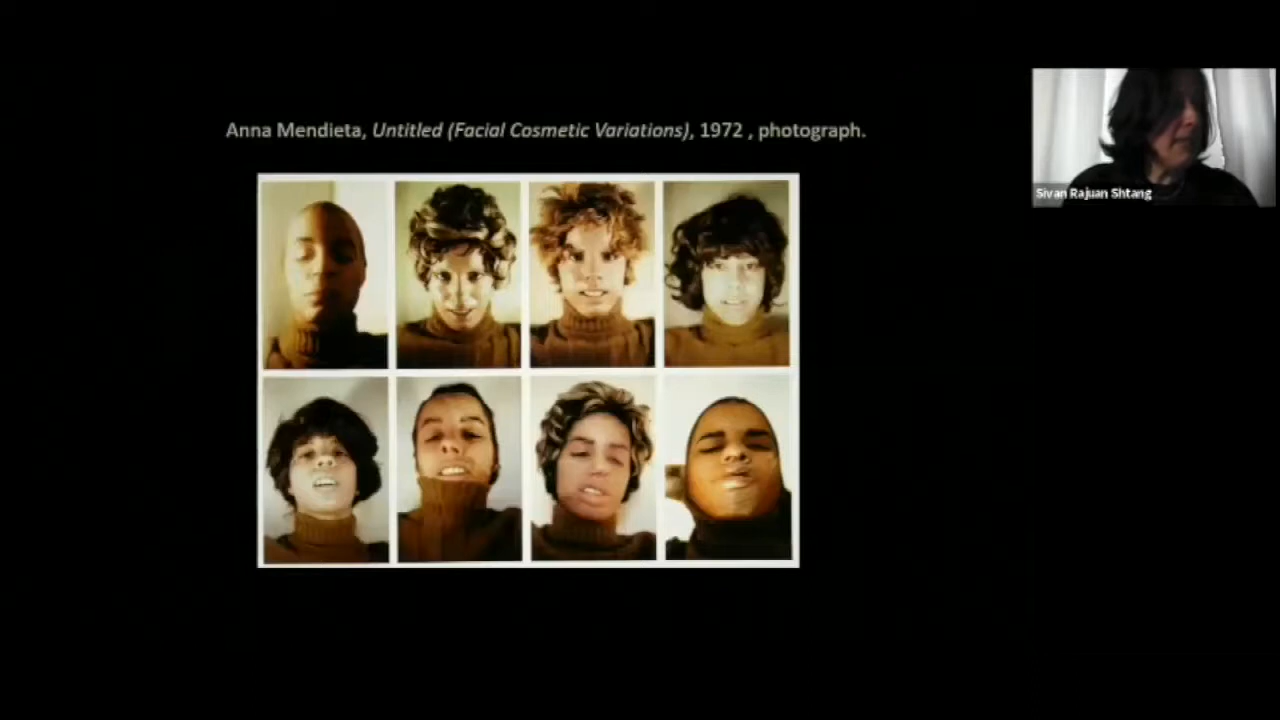 Anna Mendieta, Untitled (Facial Cosmetic Variations), 1972 , photograph.
Sivan Rajuan Shtang